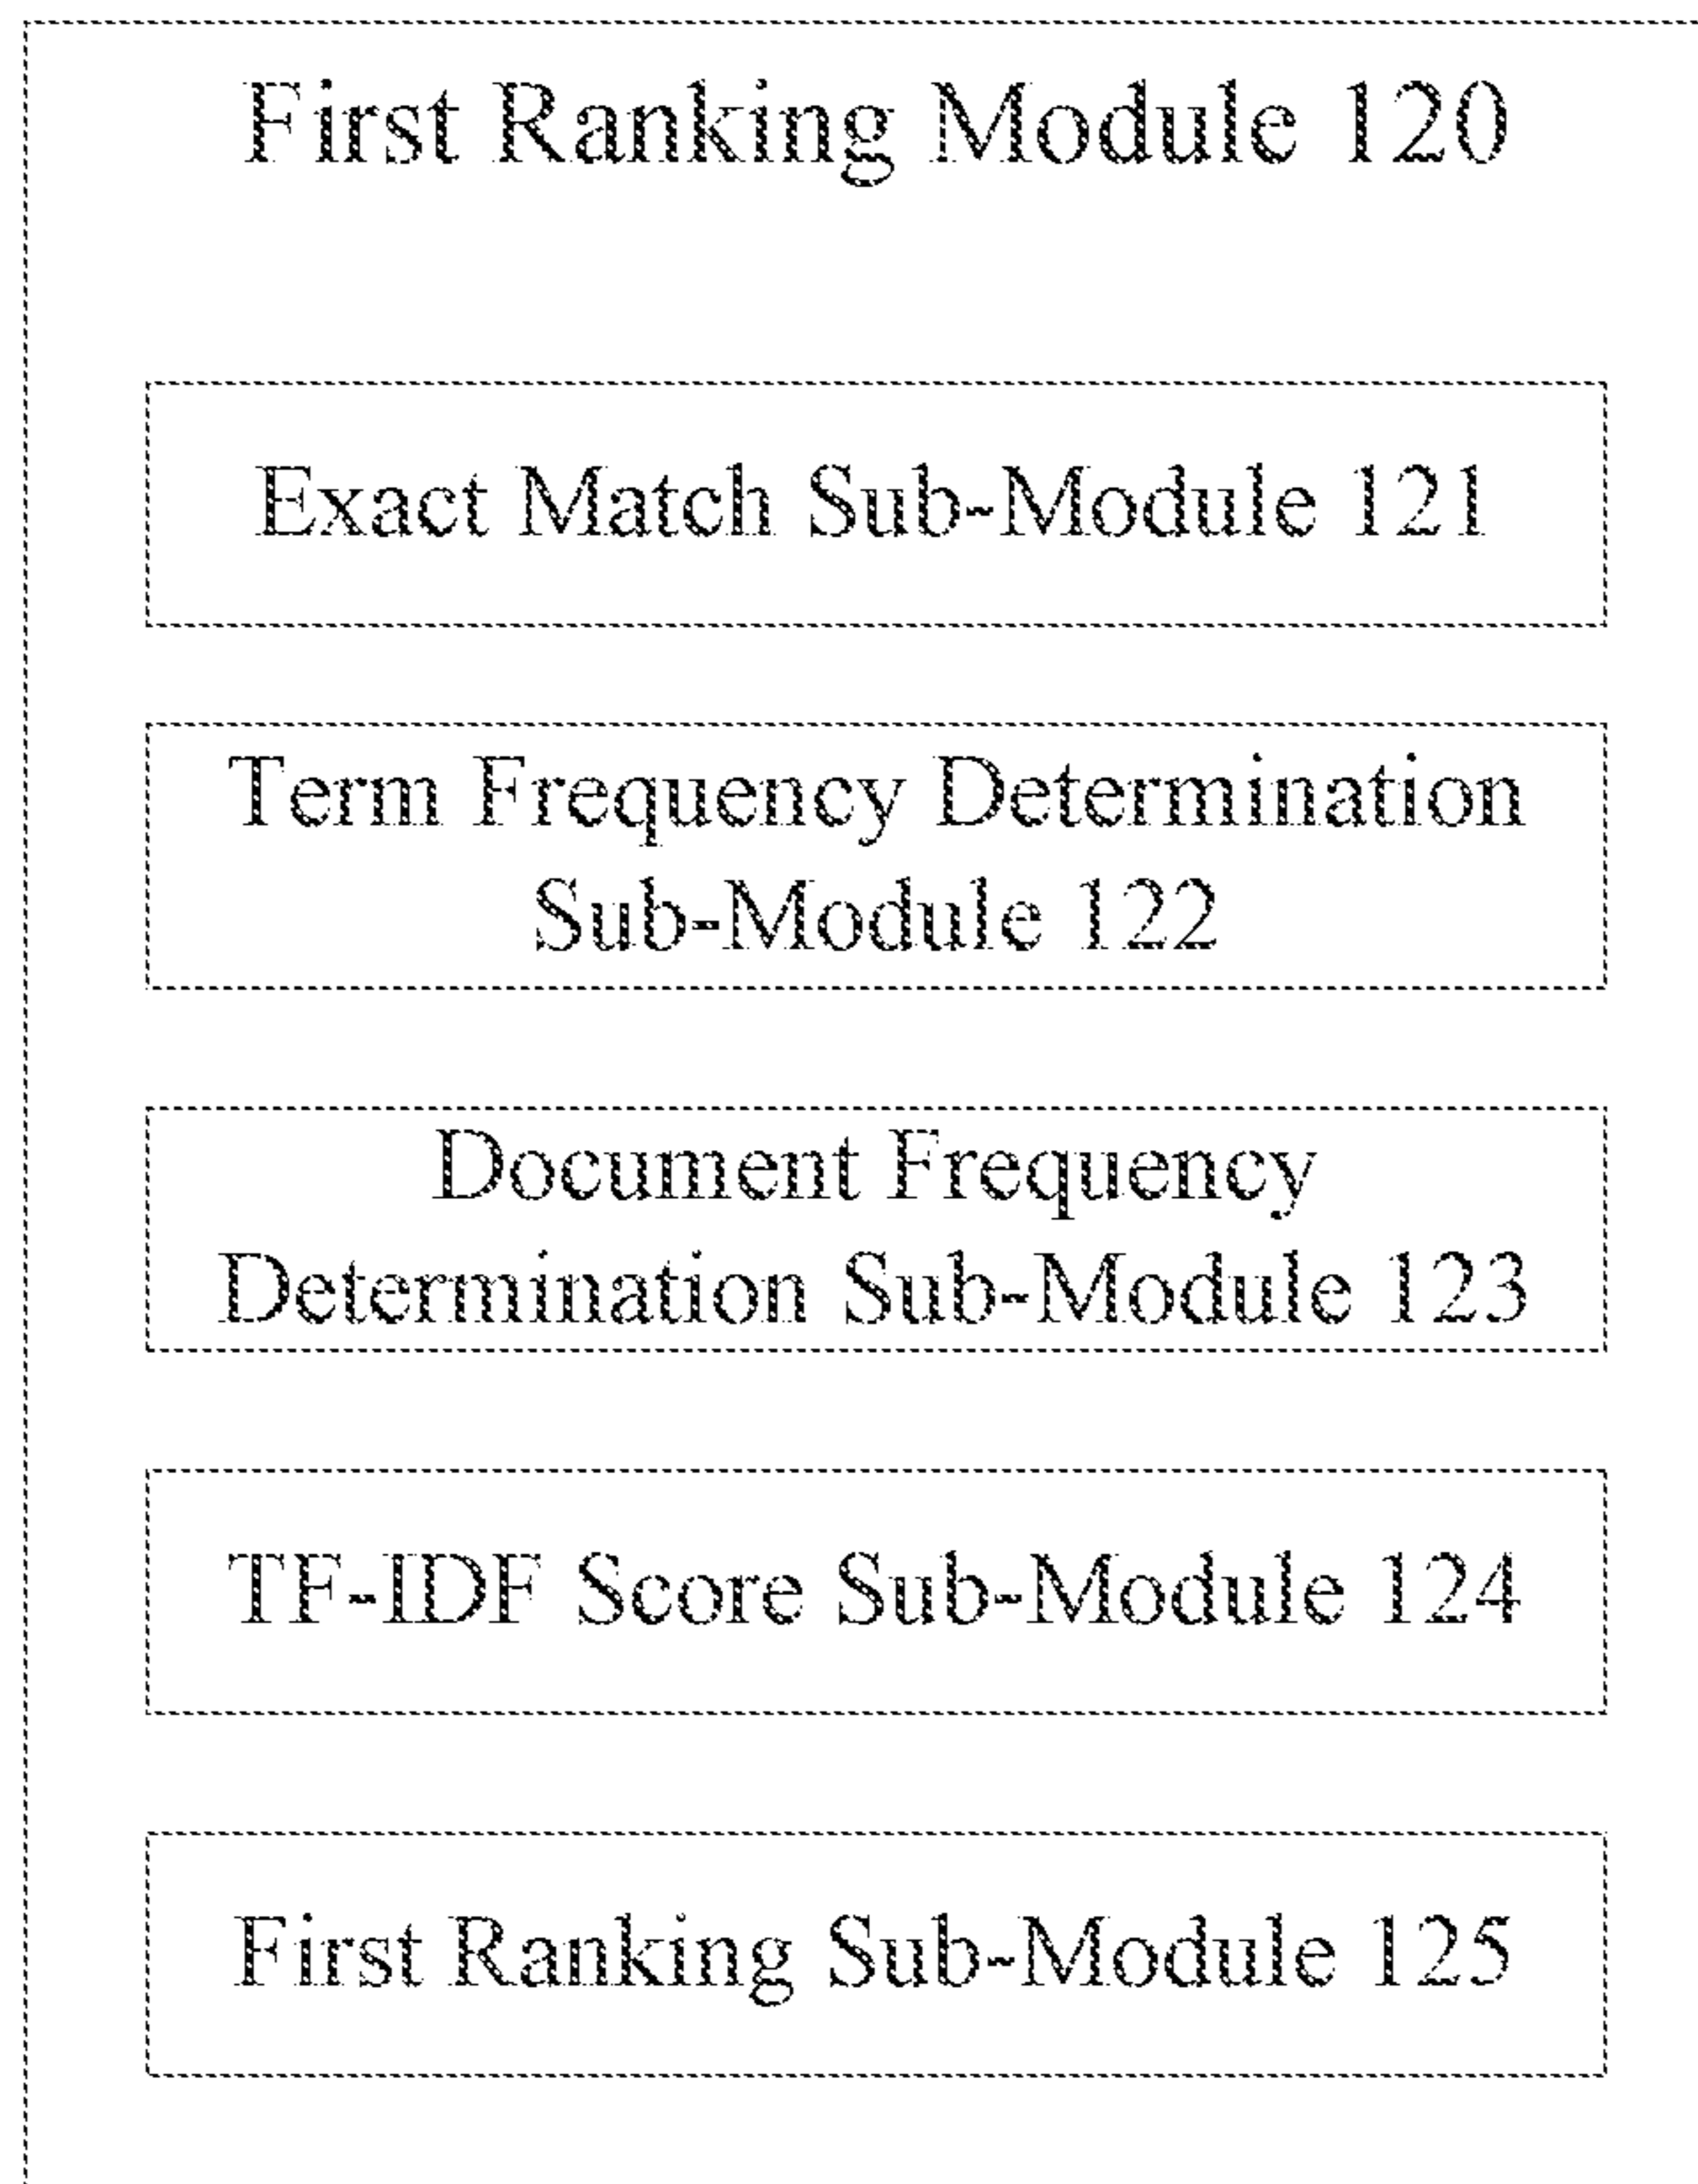 First Ranking Module 120
Exact Match Sub-Module 121
Term Frequency Determination
Sub-Module 122
Document Frequency
Determination Sub-Module 123
TF-IDF Score Sub-Module 124
First Ranking Sub-Module 125